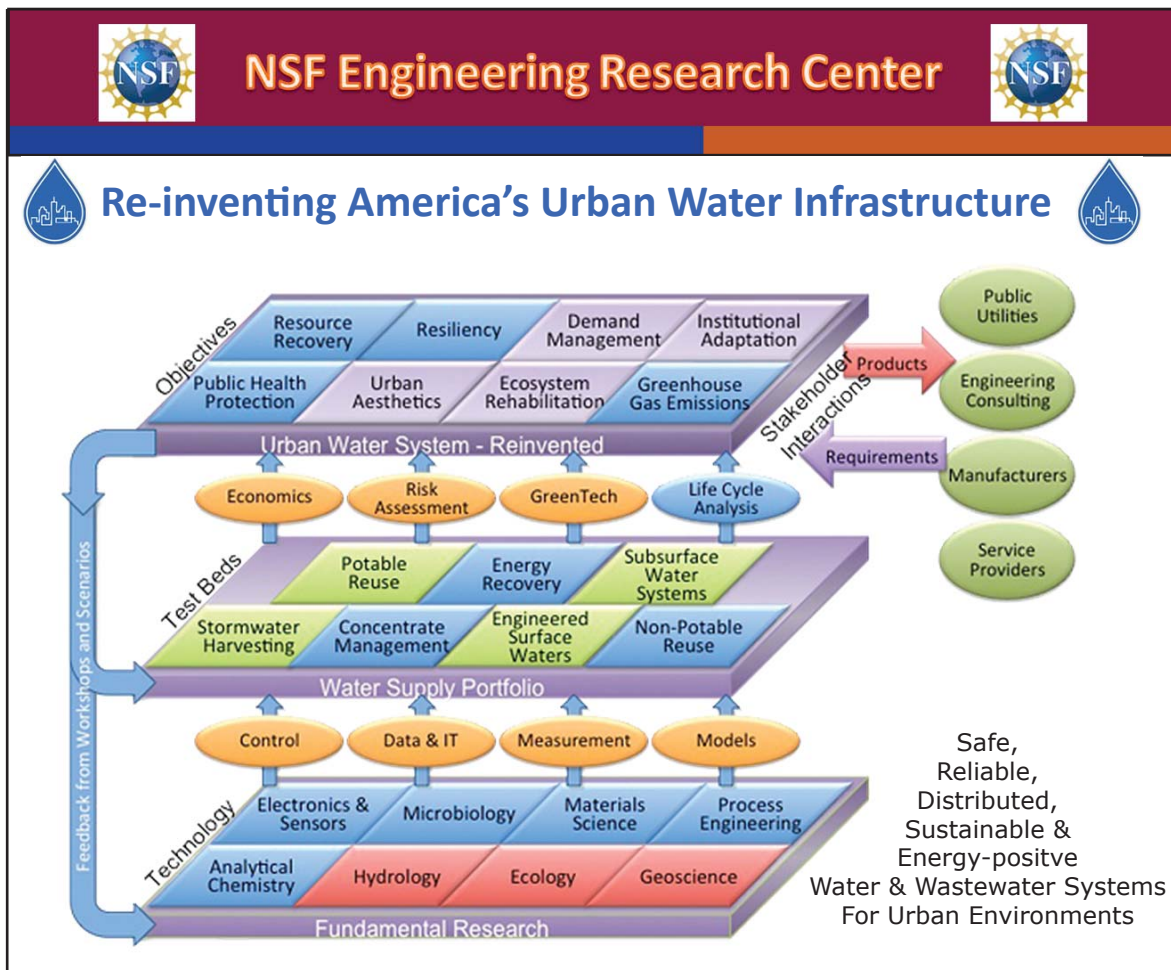 NSF
NSF Engineering Research Center
NSF
Re-inventing America's Urban Water Infrastructure
Objectives
Resource
Recovery
Resiliency
Demand
Management
Institutional
Adaptation
Public Health
Protection
Urban
Aesthetics
Ecosystem
Rehabilitation
Greenhouse
Gas Emissions
Urban Water System - Reinvented
Stakeholder
Interactions
Products
Requirements
Public
Utilities
Engineering
Consulting
Manufacturers
Service
Providers
Economics
Risk
Assessment
GreenTech
Life Cycle
Analysis
Test Beds
Potable
Reuse
Energy
Recovery
Subsurface
Water
Systems
Stormwater
Harvesting
Concentrate
Management
Engineered
Surface
Waters
Non-Potable
Reuse
Water Supply Portfolio
Feedback from Workshops and Scenarios
Control
Data & IT
Measurement
Models
Technology
Electronics &
Sensors
Microbiology
Materials
Science
Process
Engineering
Analytical
Chemistry
Hydrology
Ecology
Geoscience
Fundamental Research
Safe,
Reliable,
Distributed,
Sustainable &
Energy-positve
Water & Wastewater Systems
For Urban Environments